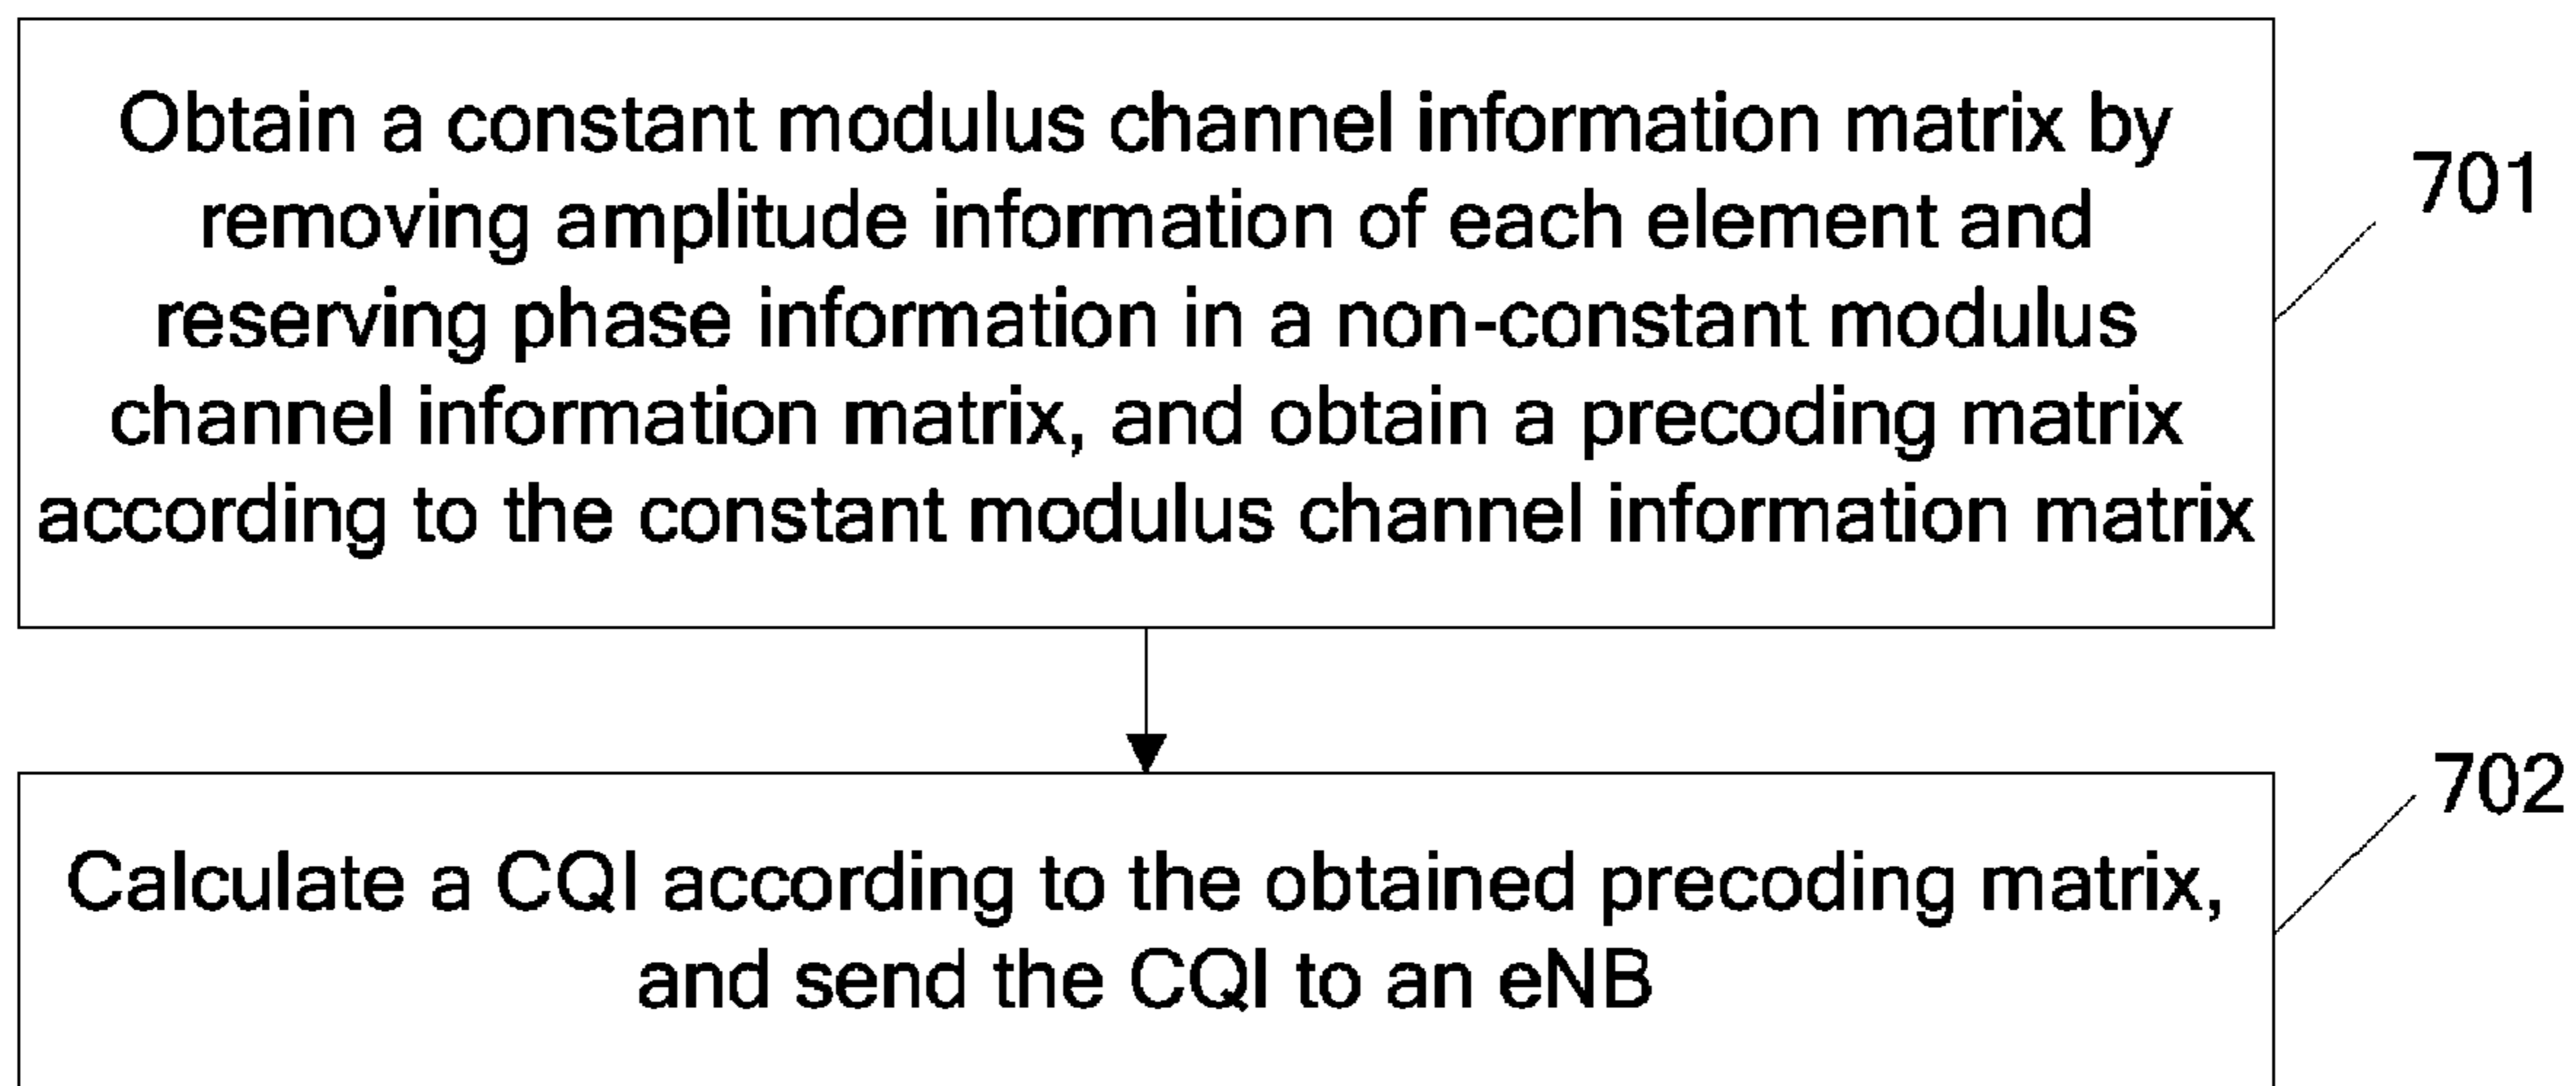 Obtain a constant modulus channel information matrix by
removing amplitude information of each element and
reserving phase information in a non-constant modulus
channel information matrix, and obtain a precoding matrix
according to the constant modulus channel information matrix
701
Calculate a CQI according to the obtained precoding matrix,
and send the CQI to an eNB
702